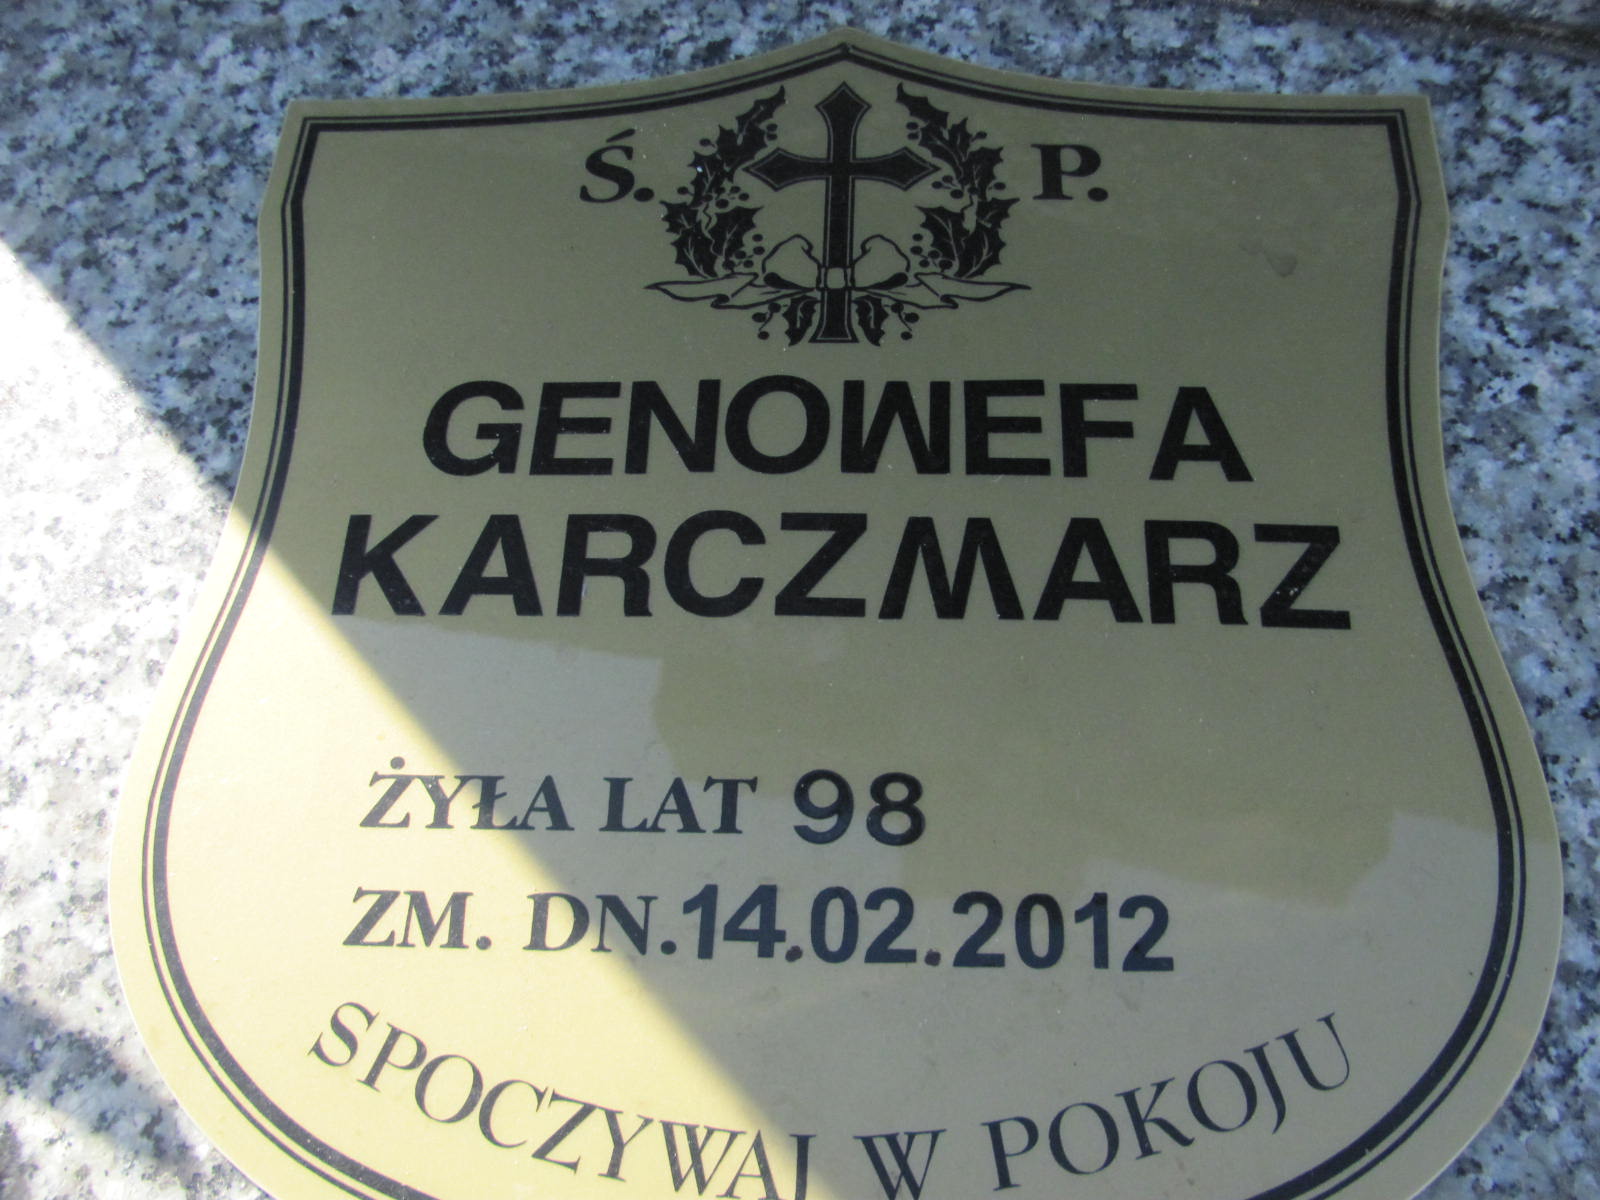 Ś. P.
GENOWEFA
KARCZMARZ
ŻYŁA LAT 98
ZM. DN. 14.02.2012
SPOCZYWAJ W POKOJU